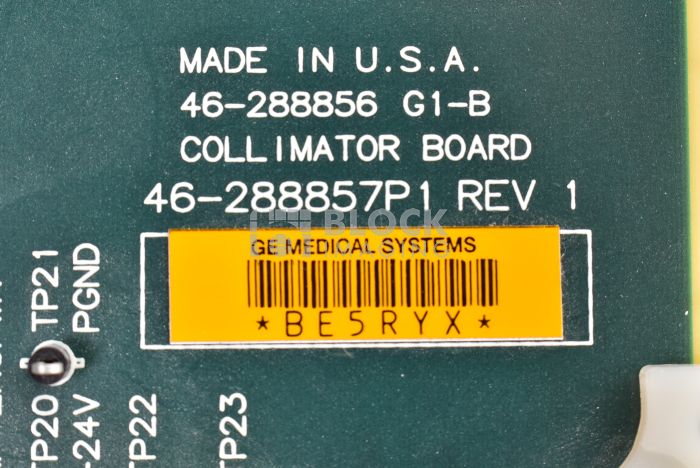 MADE IN U.S.A.
46-288856 G1-B
COLLIMATOR BOARD
46-288857P1 REV 1
BLOCK
GE MEDICAL SYSTEMS
*BE5RYX*
TP21
PGND
TP20
-24V
TP22
TP23